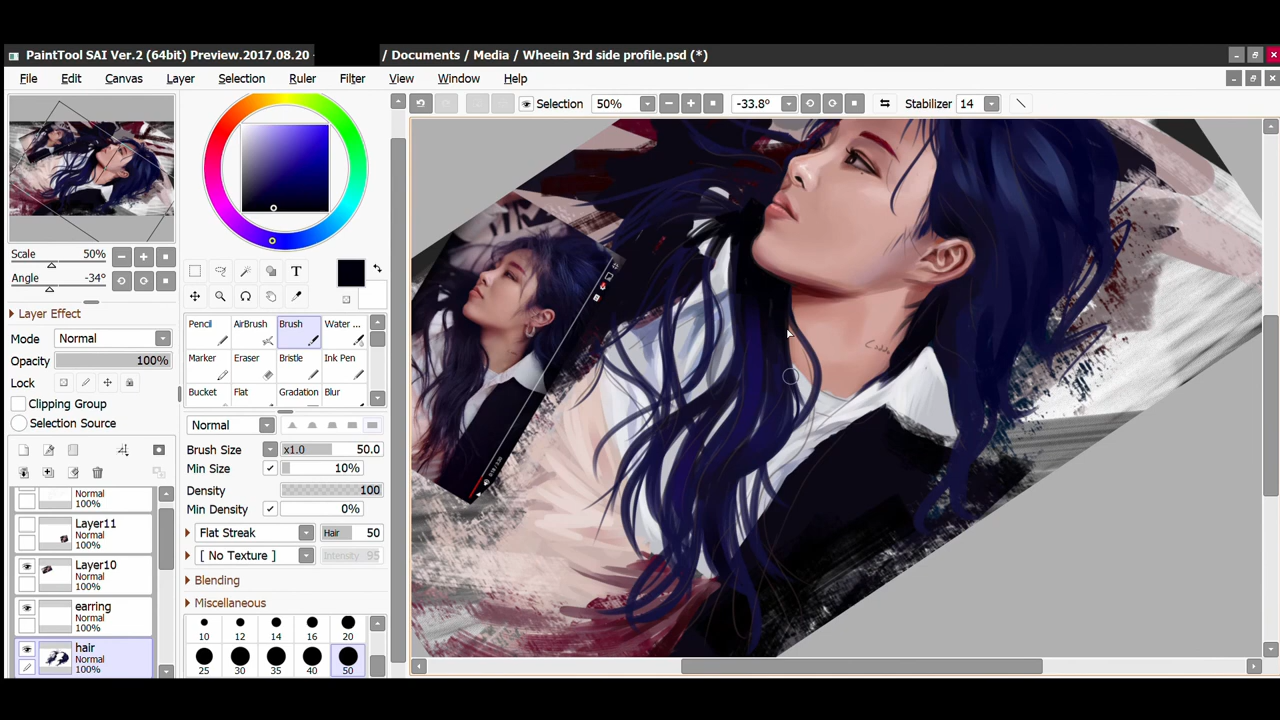 PaintTool SAI Ver.2 (64bit) Preview.2017.08.20 - / Documents / Media / Wheein 3rd side profile.psd (*)
File Edit Canvas Layer Selection Ruler Filter View Window Help
Selection 50% -33.8° Stabilizer 14
Scale 50%
Angle -34°
Layer Effect
Mode Normal
Opacity 100%
Lock
Clipping Group
Selection Source
Normal
100%
Layer11
Normal
100%
Layer10
Normal
100%
earring
Normal
100%
hair
Normal
100%
T
Pencil AirBrush Brush Water ...
Marker Eraser Bristle Ink Pen
Bucket Flat Gradation Blur
Normal
Brush Size x1.0 50.0
Min Size 10%
Density 100
Min Density 0%
Flat Streak Hair 50
[ No Texture ] Intensity 95
Blending
Miscellaneous
10 12 14 16 20
25 30 35 40 50